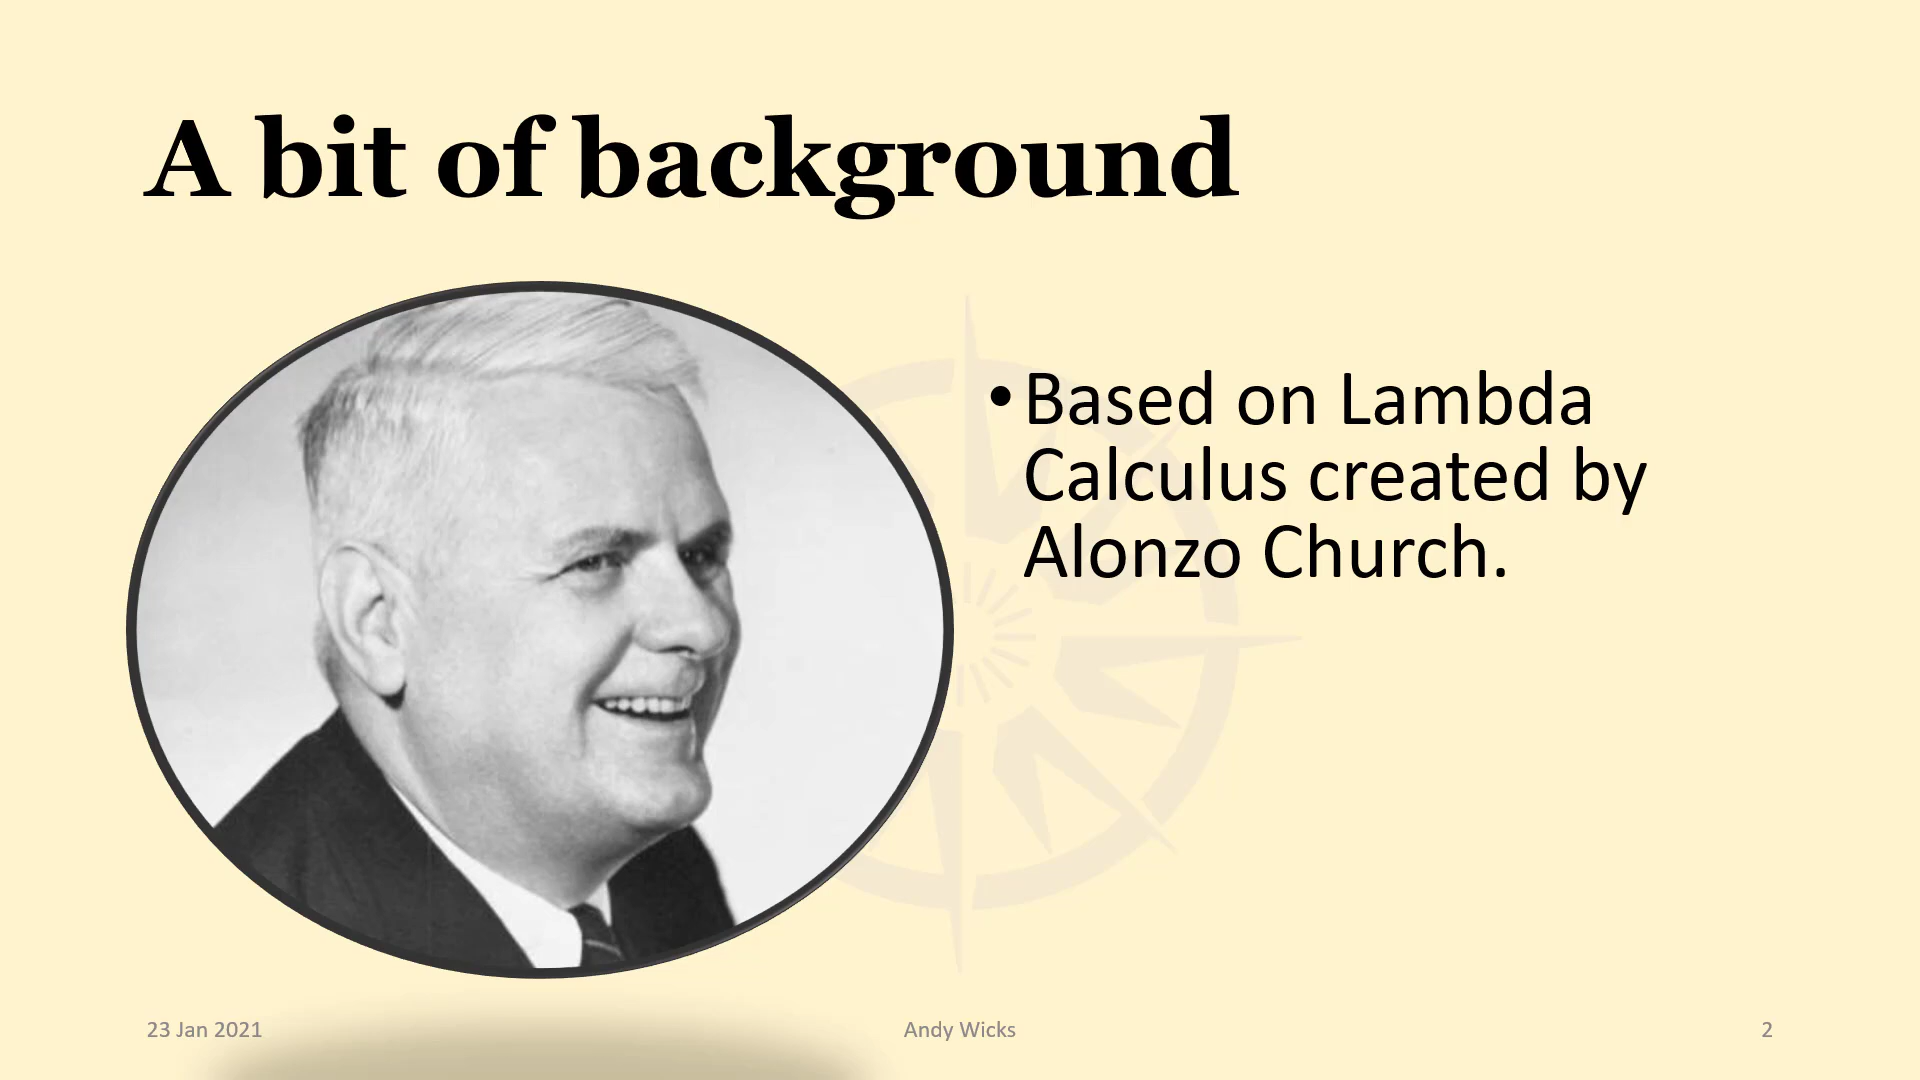 A bit of background
• Based on Lambda
Calculus created by
Alonzo Church.
23 Jan 2021
Andy Wicks
2